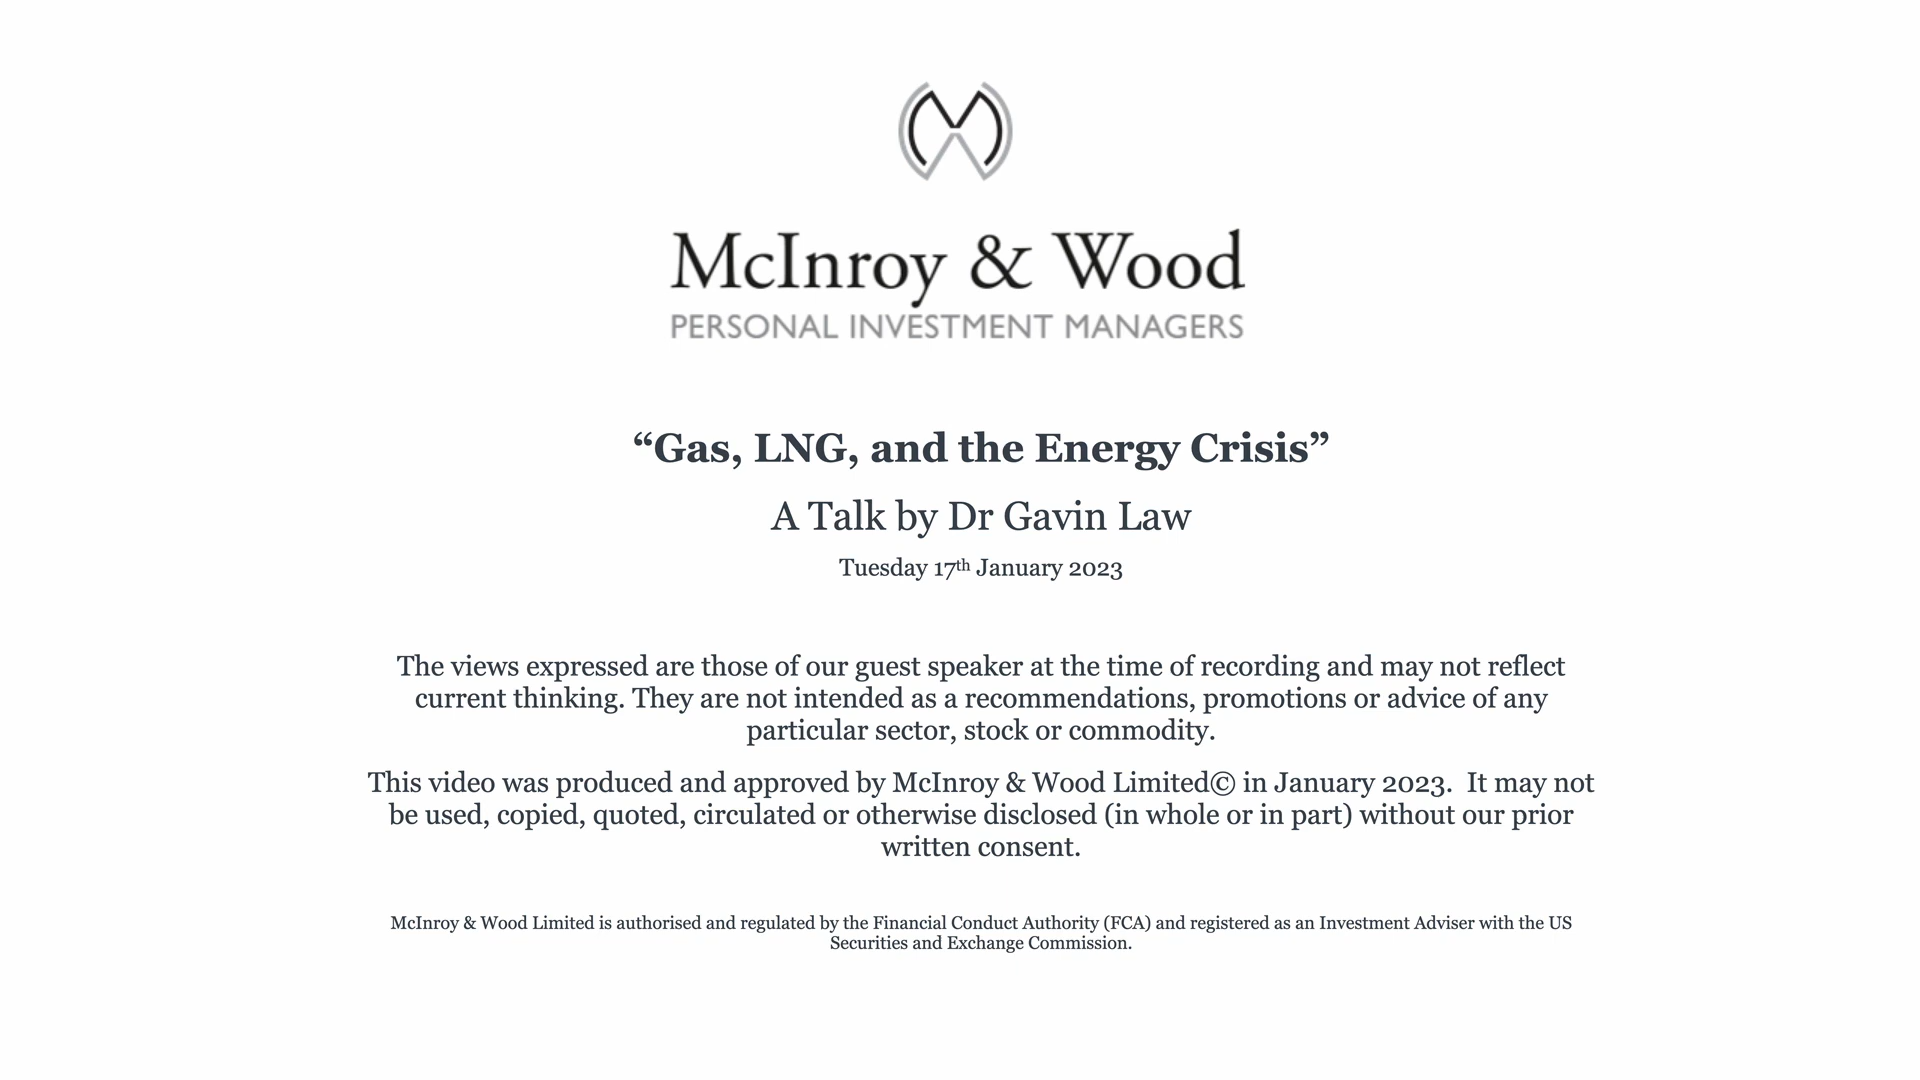 McInroy & Wood
PERSONAL INVESTMENT MANAGERS
“Gas, LNG, and the Energy Crisis”
A Talk by Dr Gavin Law
Tuesday 17th January 2023
The views expressed are those of our guest speaker at the time of recording and may not reflect
current thinking. They are not intended as a recommendations, promotions or advice of any
particular sector, stock or commodity.
This video was produced and approved by McInroy & Wood Limited© in January 2023.  It may not
be used, copied, quoted, circulated or otherwise disclosed (in whole or in part) without our prior
written consent.
McInroy & Wood Limited is authorised and regulated by the Financial Conduct Authority (FCA) and registered as an Investment Adviser with the US
Securities and Exchange Commission.